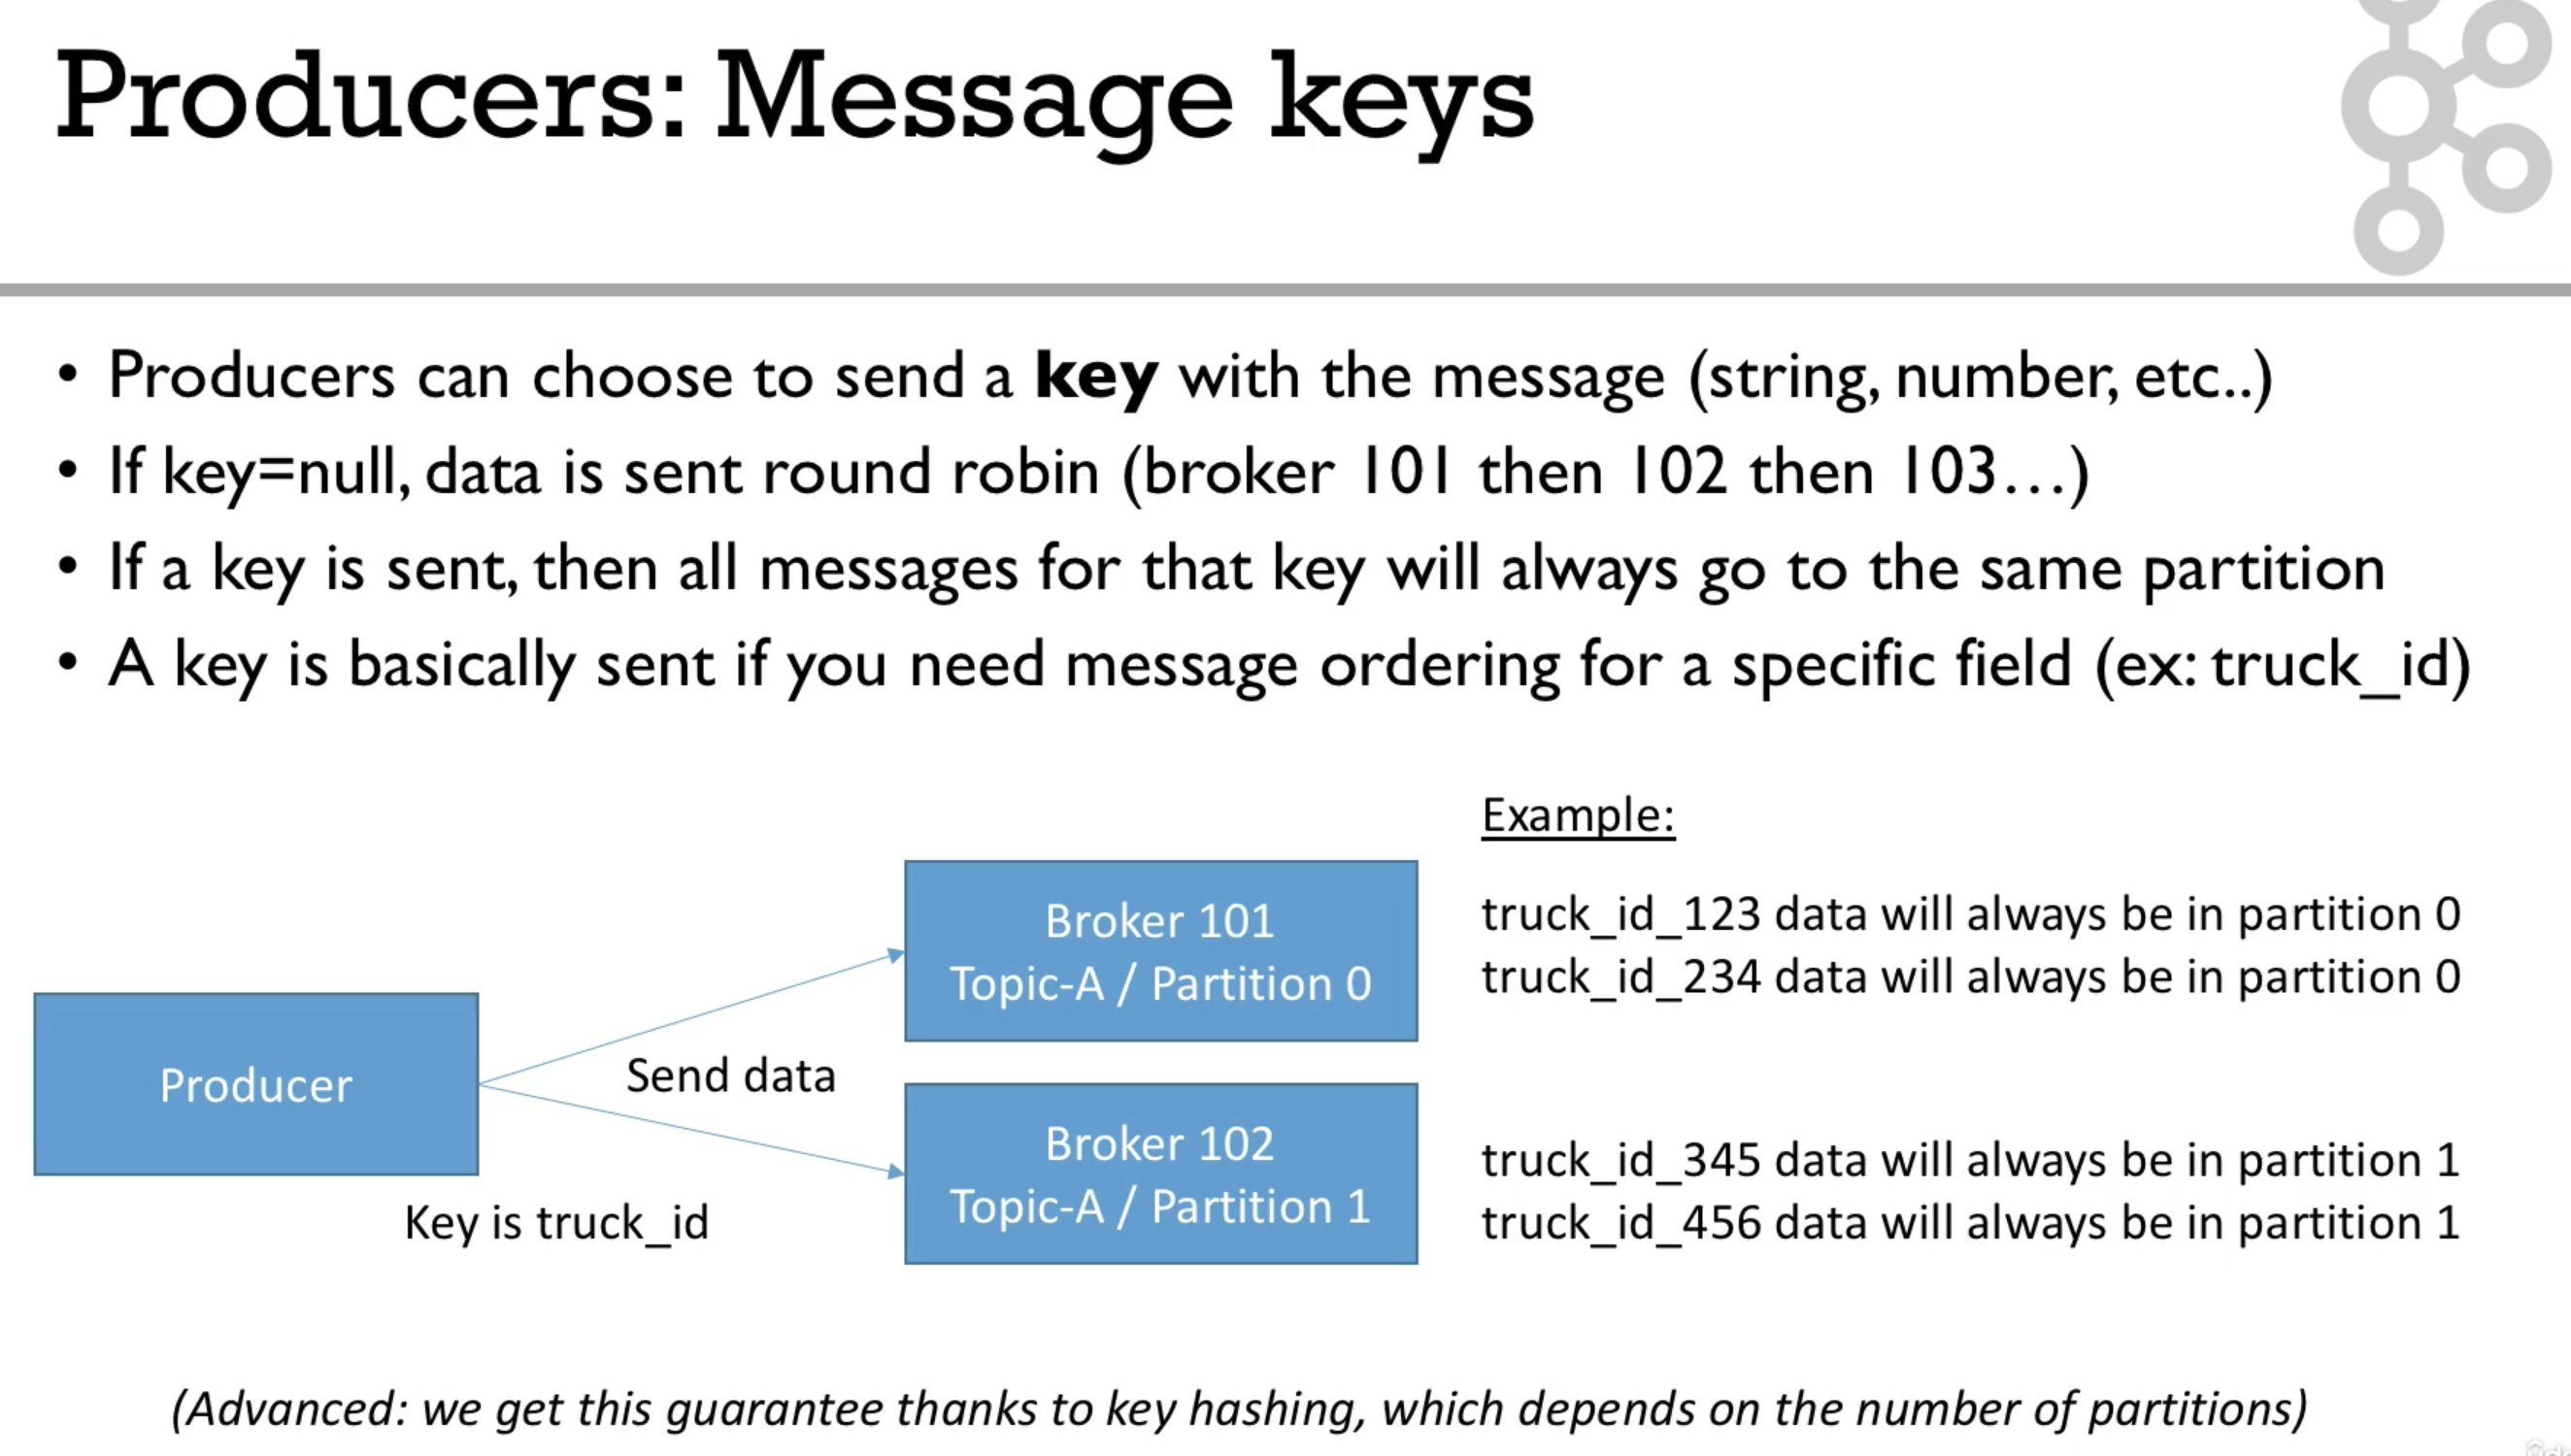 Producers: Message keys
• Producers can choose to send a key with the message (string, number, etc..)
• If key=null, data is sent round robin (broker 101 then 102 then 103…)
• If a key is sent, then all messages for that key will always go to the same partition
• A key is basically sent if you need message ordering for a specific field (ex: truck_id)
Example:
Broker 101
Topic-A / Partition 0
truck_id_123 data will always be in partition 0
truck_id_234 data will always be in partition 0
Producer
Send data
Key is truck_id
Broker 102
Topic-A / Partition 1
truck_id_345 data will always be in partition 1
truck_id_456 data will always be in partition 1
(Advanced: we get this guarantee thanks to key hashing, which depends on the number of partitions)